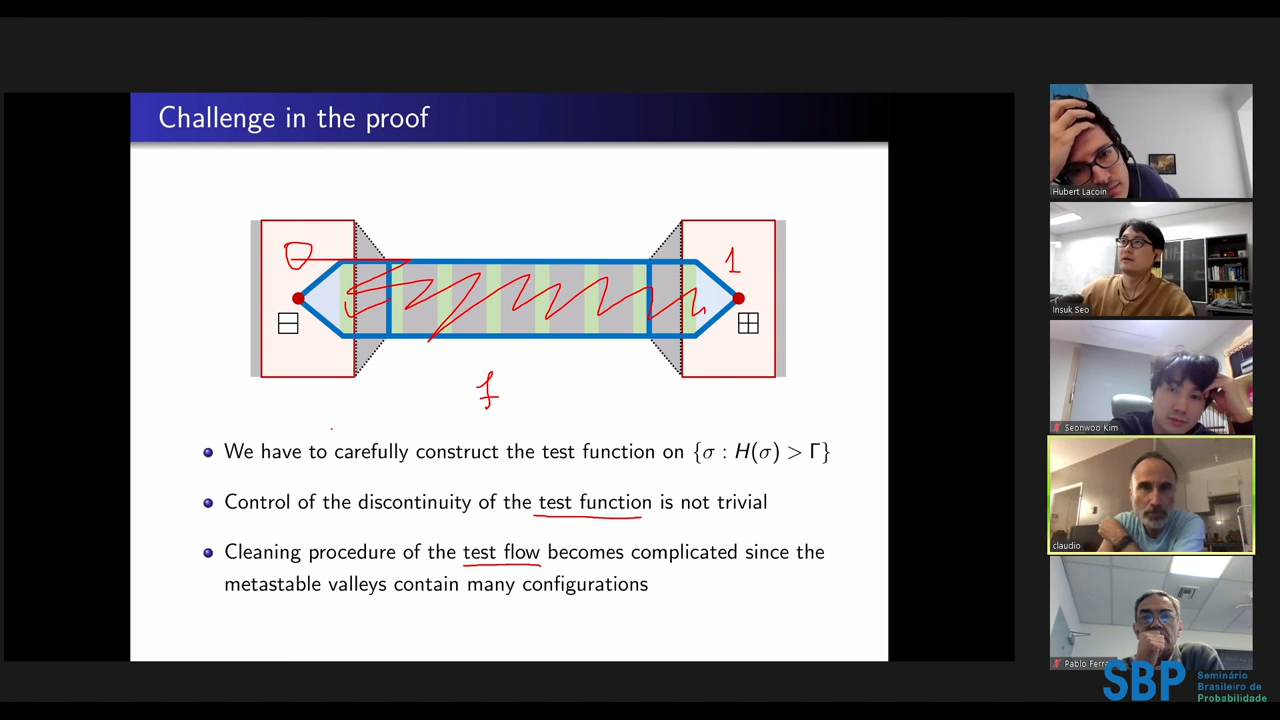 Challenge in the proof
0
1
f
We have to carefully construct the test function on {σ : H(σ) > Γ}
Control of the discontinuity of the test function is not trivial
Cleaning procedure of the test flow becomes complicated since the
metastable valleys contain many configurations
Hubert Lacoin
Insuk Seo
Seonwoo Kim
claudio
Pablo Ferra
SBP
Seminário
Brasileiro de
Probabilidade